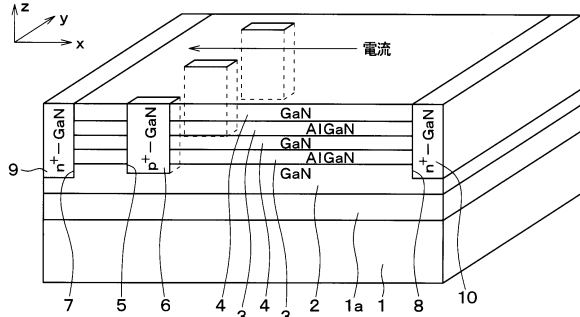 z
y
x
電流
GaN
AlGaN
GaN
AlGaN
GaN
n⁺−GaN
p⁺−GaN
n⁺−GaN
9
7 5 6 4 3 4 3 2 1a 1 8 10